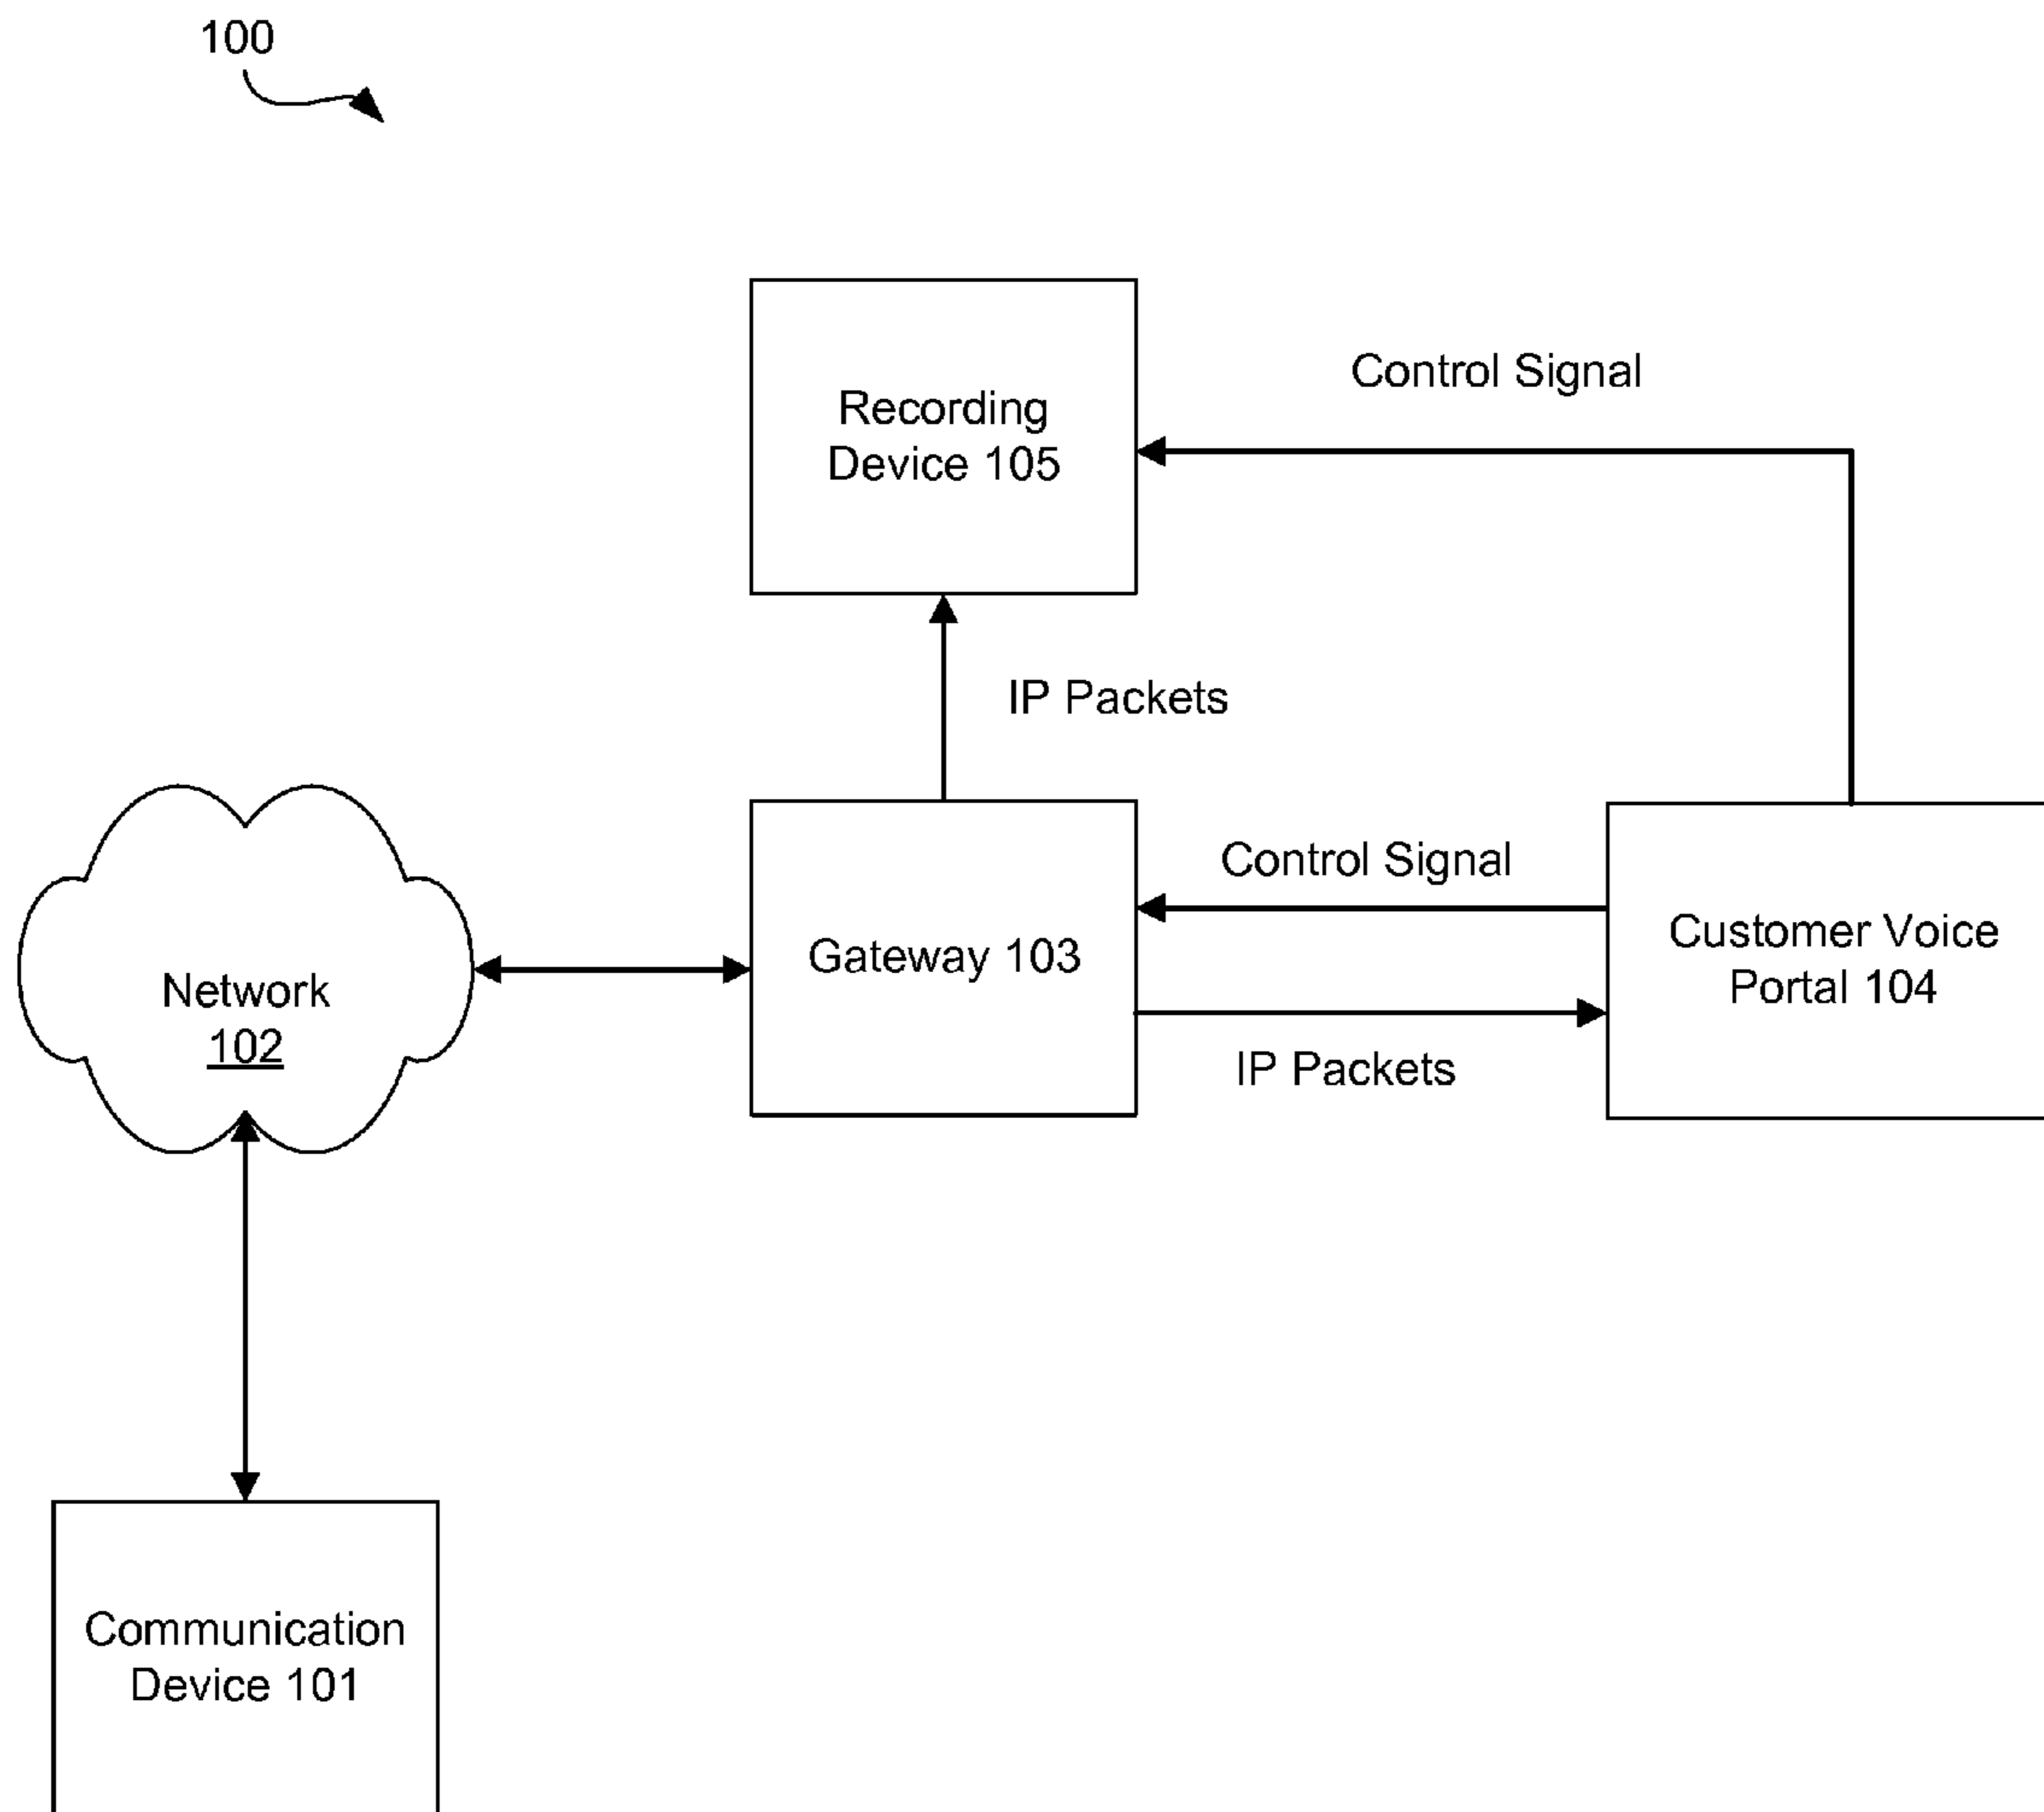 100
Recording
Device 105
Control Signal
IP Packets
Control Signal
Gateway 103
Customer Voice
Portal 104
Network
102
IP Packets
Communication
Device 101